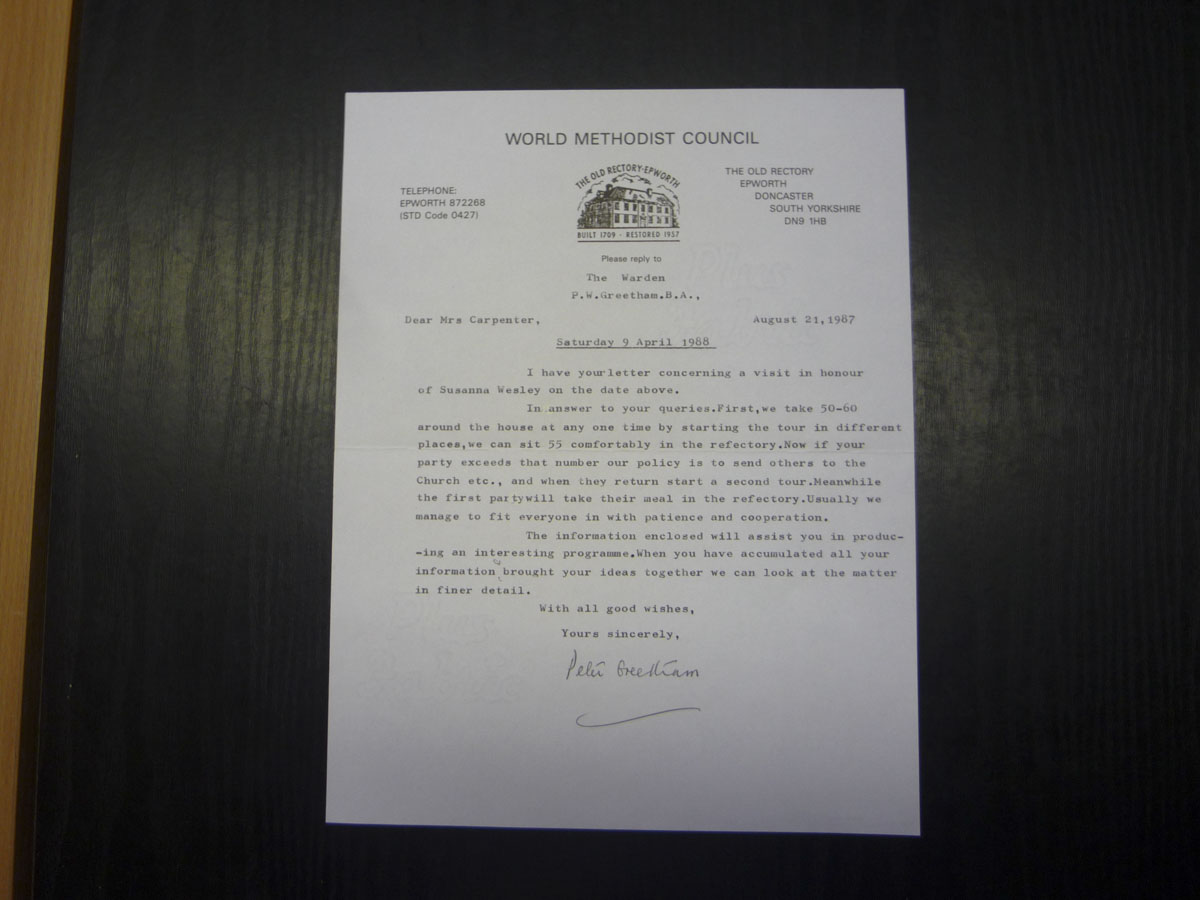 WORLD METHODIST COUNCIL
THE OLD RECTORY-EPWORTH
BUILT 1709 - RESTORED 1957
TELEPHONE:
EPWORTH 872268
(STD Code 0427)
THE OLD RECTORY
EPWORTH
DONCASTER
SOUTH YORKSHIRE
DN9 1HB
Please reply to
The Warden
P.W.Greetham.B.A.,
Dear Mrs Carpenter,
August 21,1987
Saturday 9 April 1988
I have yourletter concerning a visit in honour
of Susanna Wesley on the date above.
In answer to your queries.First,we take 50-60
around the house at any one time by starting the tour in different
places,we can sit 55 comfortably in the refectory.Now if your
party exceeds that number our policy is to send others to the
Church etc., and when they return start a second tour.Meanwhile
the first partywill take their meal in the refectory.Usually we
manage to fit everyone in with patience and cooperation.
The information enclosed will assist you in produc-
-ing an interesting programme.When you have accumulated all your
information brought your ideas together we can look at the matter
in finer detail.
With all good wishes,
Yours sincerely,
Peter Greetham